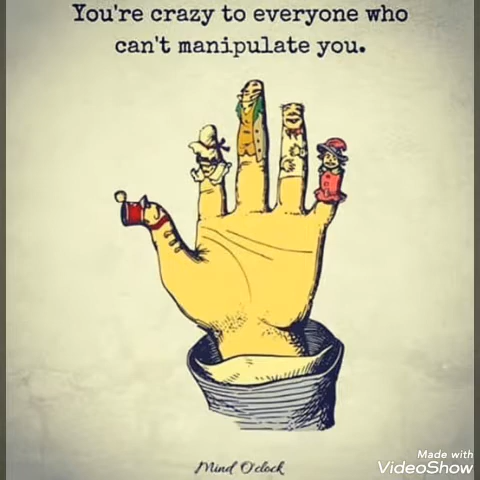 You're crazy to everyone who
can't manipulate you.
Mind O'clock
Made with
VideoShow